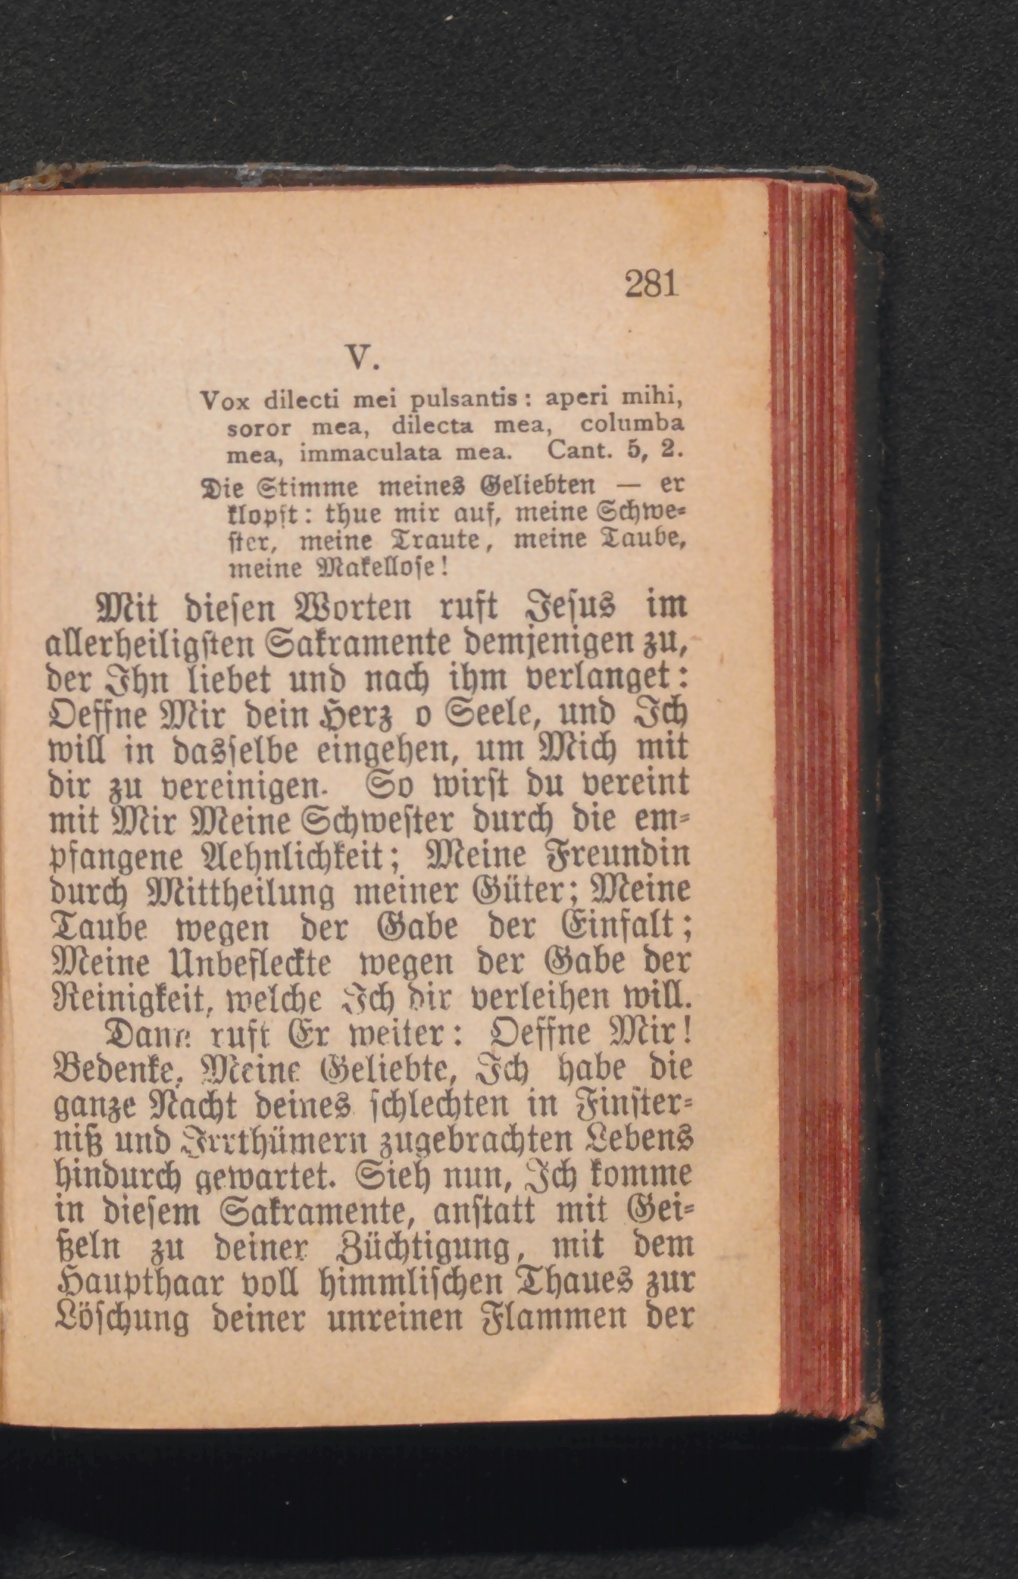 281
V.
Vox dilecti mei pulsantis: aperi mihi,
soror mea, dilecta mea, columba
mea, immaculata mea. Cant. 5, 2.
Die Stimme meines Geliebten — er
klopft: thue mir auf, meine Schwe-
ster, meine Traute, meine Taube,
meine Makellose!
Mit diesen Worten ruft Jesus im
allerheiligsten Sakramente demjenigen zu,
der Ihn liebet und nach ihm verlanget:
Oeffne Mir dein Herz o Seele, und Ich
will in dasselbe eingehen, um Mich mit
dir zu vereinigen. So wirst du vereint
mit Mir Meine Schwester durch die em-
pfangene Aehnlichkeit; Meine Freundin
durch Mittheilung meiner Güter; Meine
Taube wegen der Gabe der Einfalt;
Meine Unbefleckte wegen der Gabe der
Reinigkeit, welche Ich dir verleihen will.
Dann ruft Er weiter: Oeffne Mir!
Bedenke, Meine Geliebte, Ich habe die
ganze Nacht deines schlechten in Finster-
niß und Irrthümern zugebrachten Lebens
hindurch gewartet. Sieh nun, Ich komme
in diesem Sakramente, anstatt mit Gei-
ßeln zu deiner Züchtigung, mit dem
Haupthaar voll himmlischen Thaues zur
Löschung deiner unreinen Flammen der